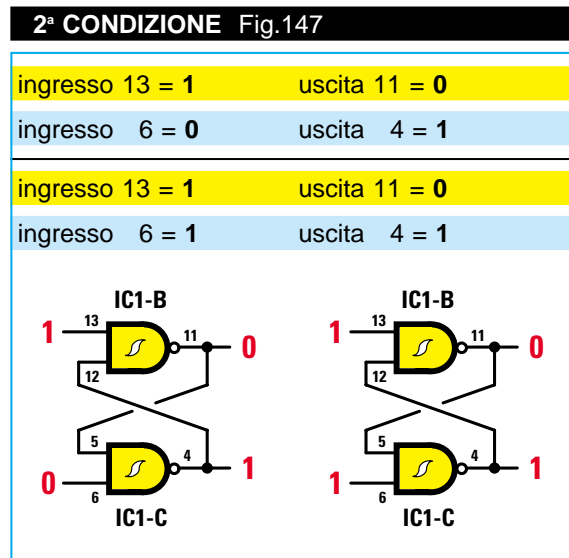 2ª CONDIZIONE Fig.147
ingresso 13 = 1 uscita 11 = 0
ingresso 6 = 0 uscita 4 = 1
ingresso 13 = 1 uscita 11 = 0
ingresso 6 = 1 uscita 4 = 1
IC1-B IC1-B
1 13 11 0 1 13 11 0
12 12
5 4 1 5 4 1
0 6 1 6
IC1-C IC1-C